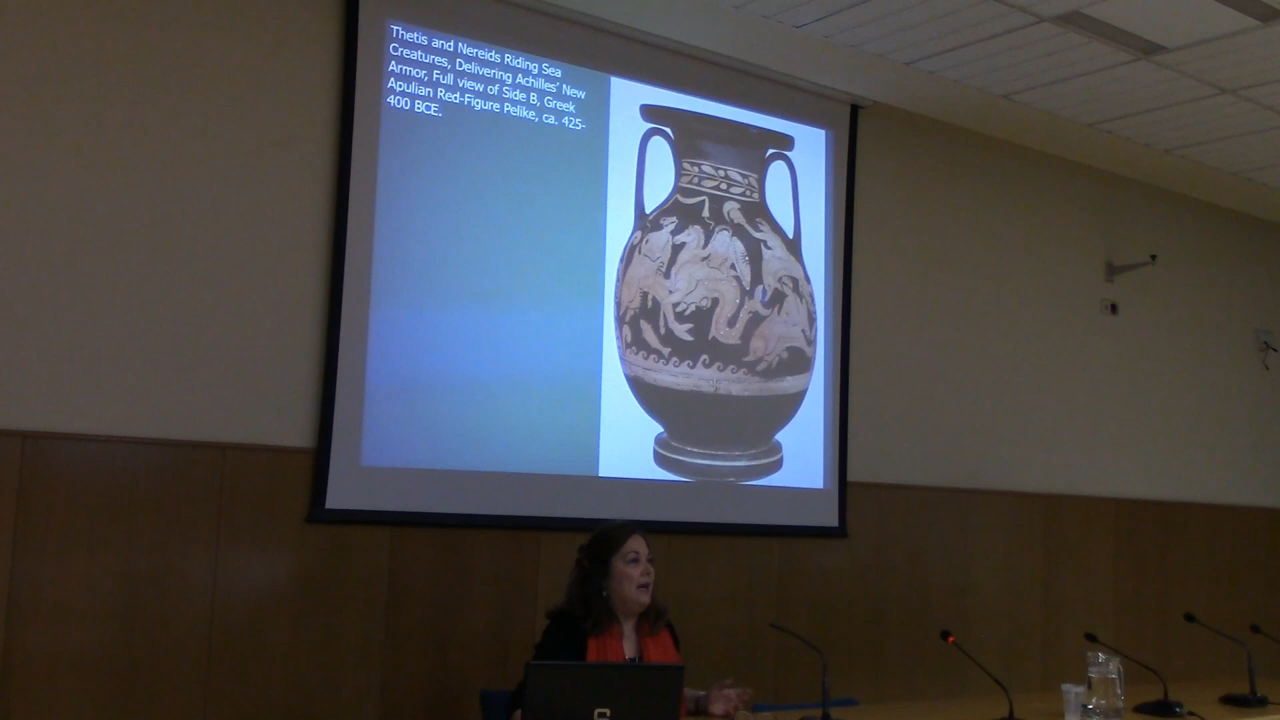 Thetis and Nereids Riding Sea
Creatures, Delivering Achilles' New
Armor, Full view of Side B, Greek
Apulian Red-Figure Pelike, ca. 425-
400 BCE.